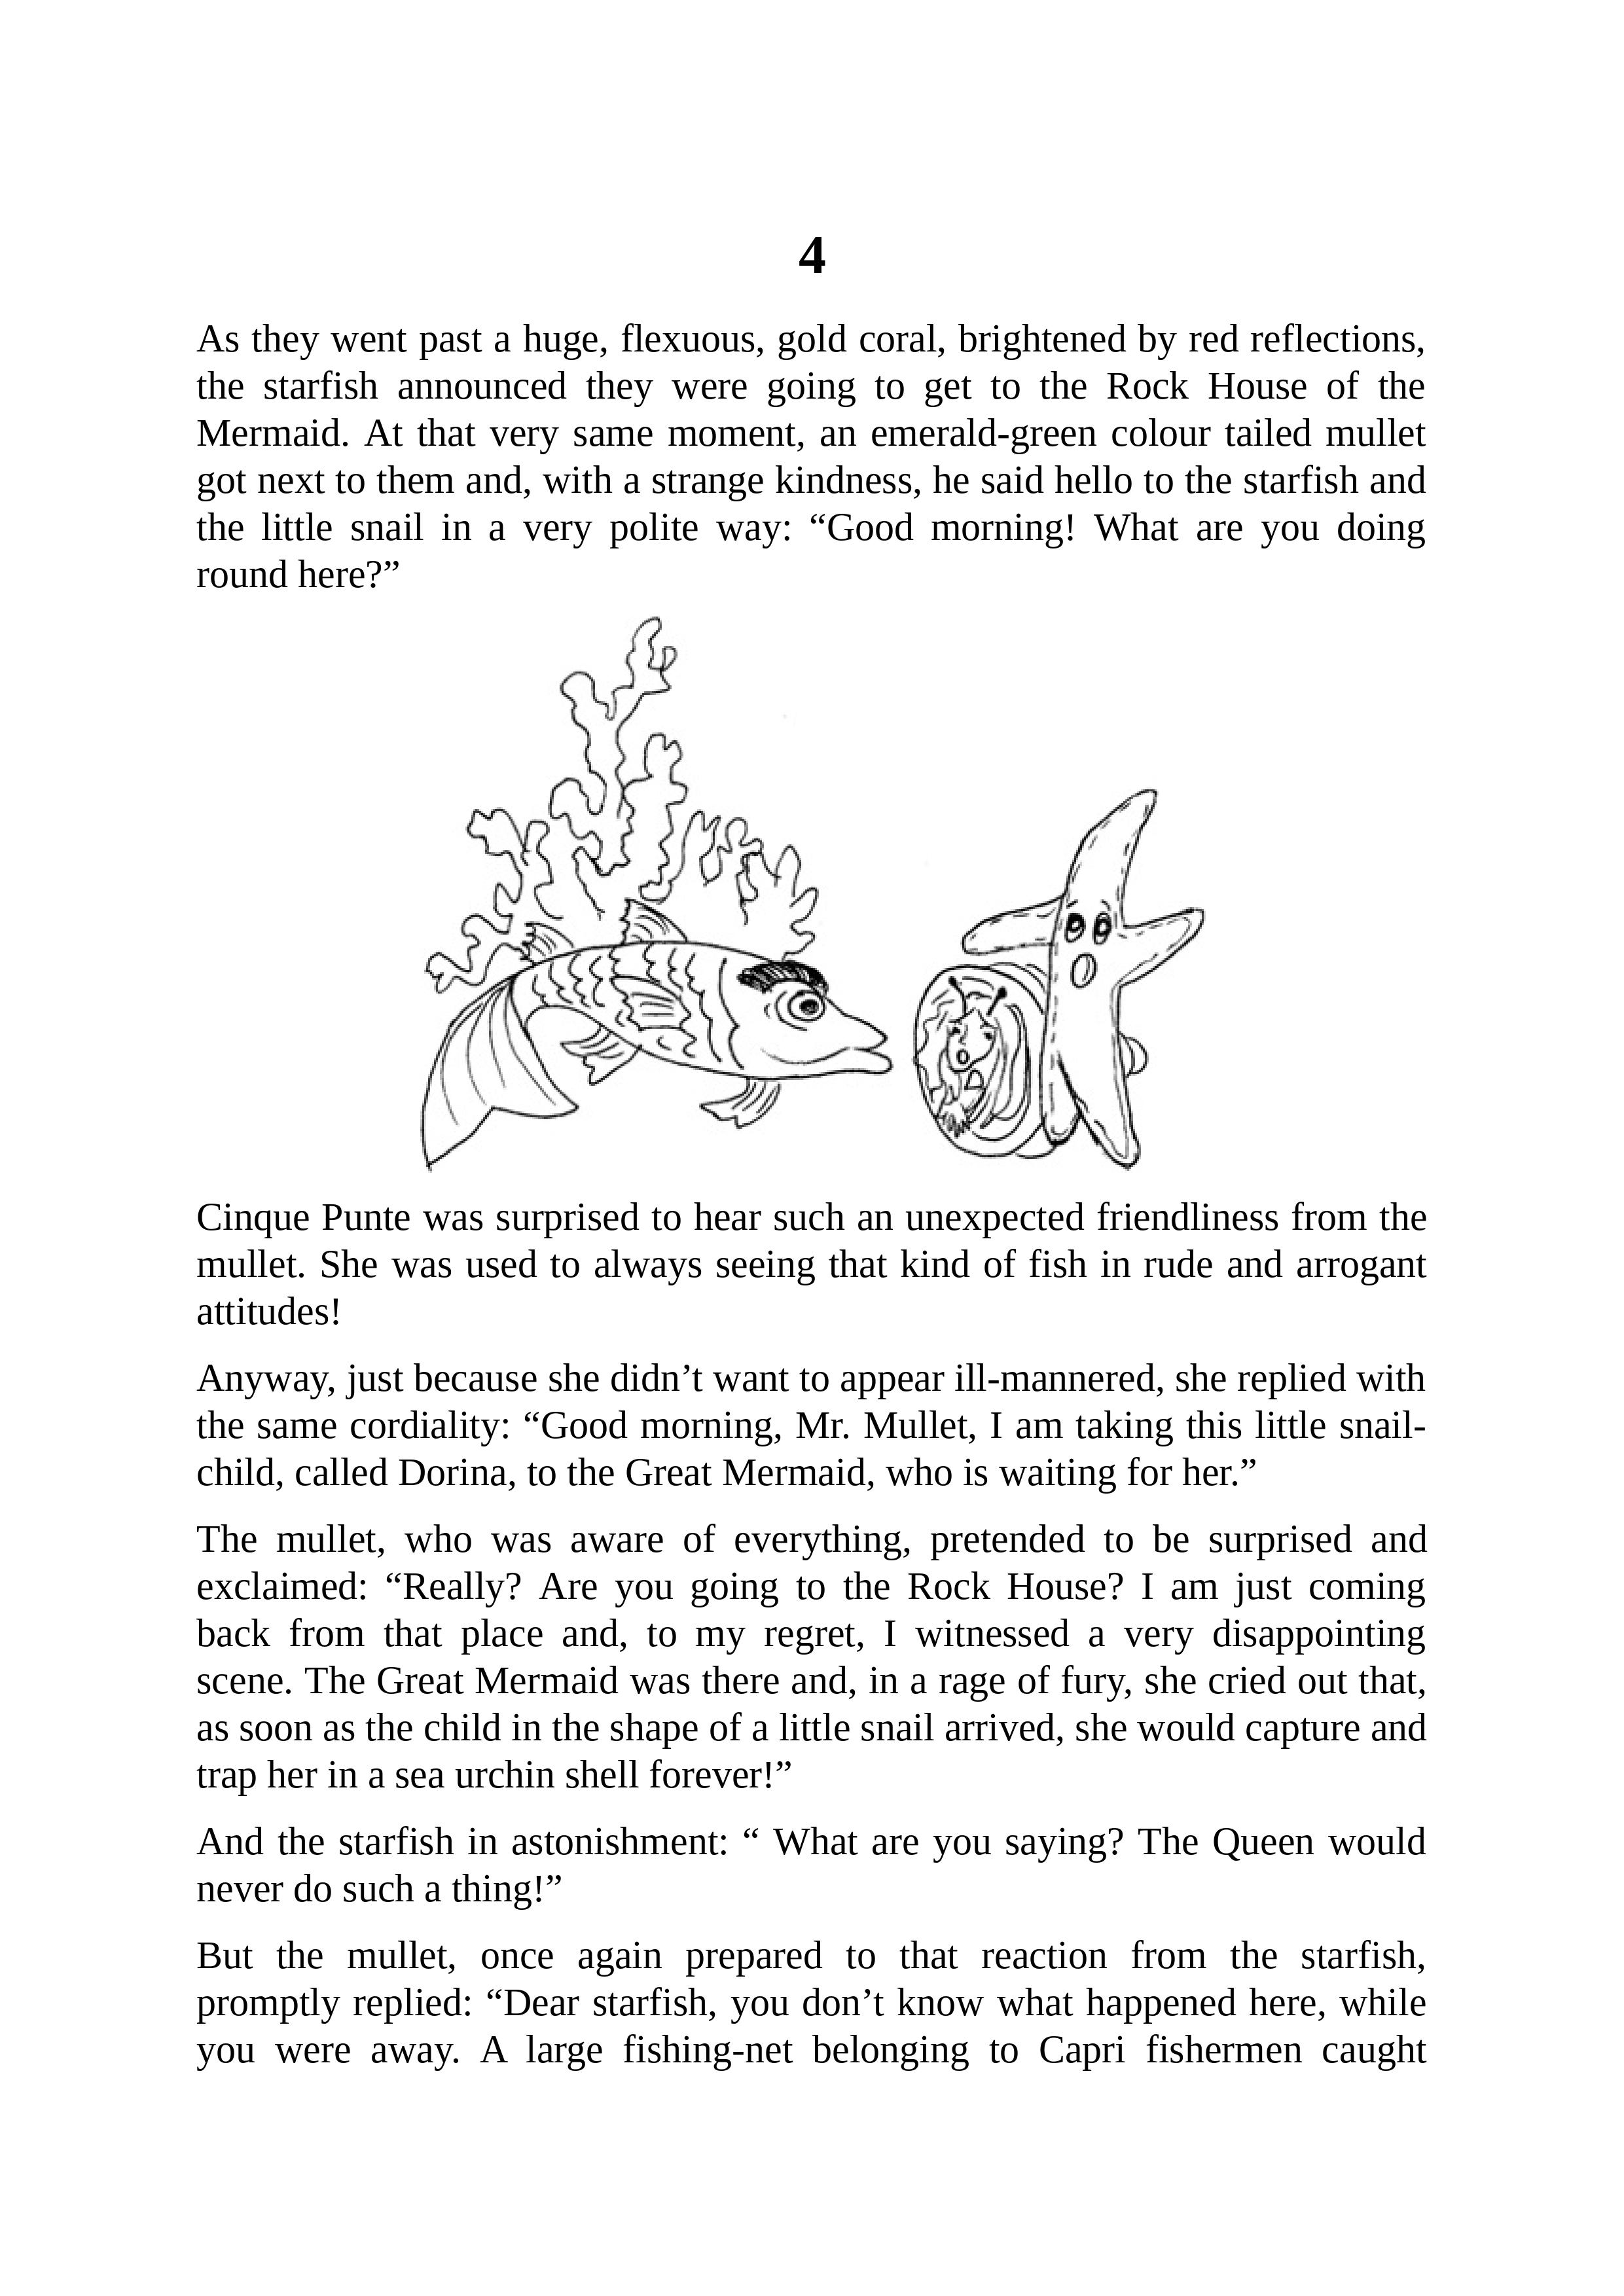 4
As they went past a huge, flexuous, gold coral, brightened by red reflections,
the starfish announced they were going to get to the Rock House of the
Mermaid. At that very same moment, an emerald-green colour tailed mullet
got next to them and, with a strange kindness, he said hello to the starfish and
the little snail in a very polite way: “Good morning! What are you doing
round here?”
Cinque Punte was surprised to hear such an unexpected friendliness from the
mullet. She was used to always seeing that kind of fish in rude and arrogant
attitudes!
Anyway, just because she didn’t want to appear ill-mannered, she replied with
the same cordiality: “Good morning, Mr. Mullet, I am taking this little snail-
child, called Dorina, to the Great Mermaid, who is waiting for her.”
The mullet, who was aware of everything, pretended to be surprised and
exclaimed: “Really? Are you going to the Rock House? I am just coming
back from that place and, to my regret, I witnessed a very disappointing
scene. The Great Mermaid was there and, in a rage of fury, she cried out that,
as soon as the child in the shape of a little snail arrived, she would capture and
trap her in a sea urchin shell forever!”
And the starfish in astonishment: “ What are you saying? The Queen would
never do such a thing!”
But the mullet, once again prepared to that reaction from the starfish,
promptly replied: “Dear starfish, you don’t know what happened here, while
you were away. A large fishing-net belonging to Capri fishermen caught